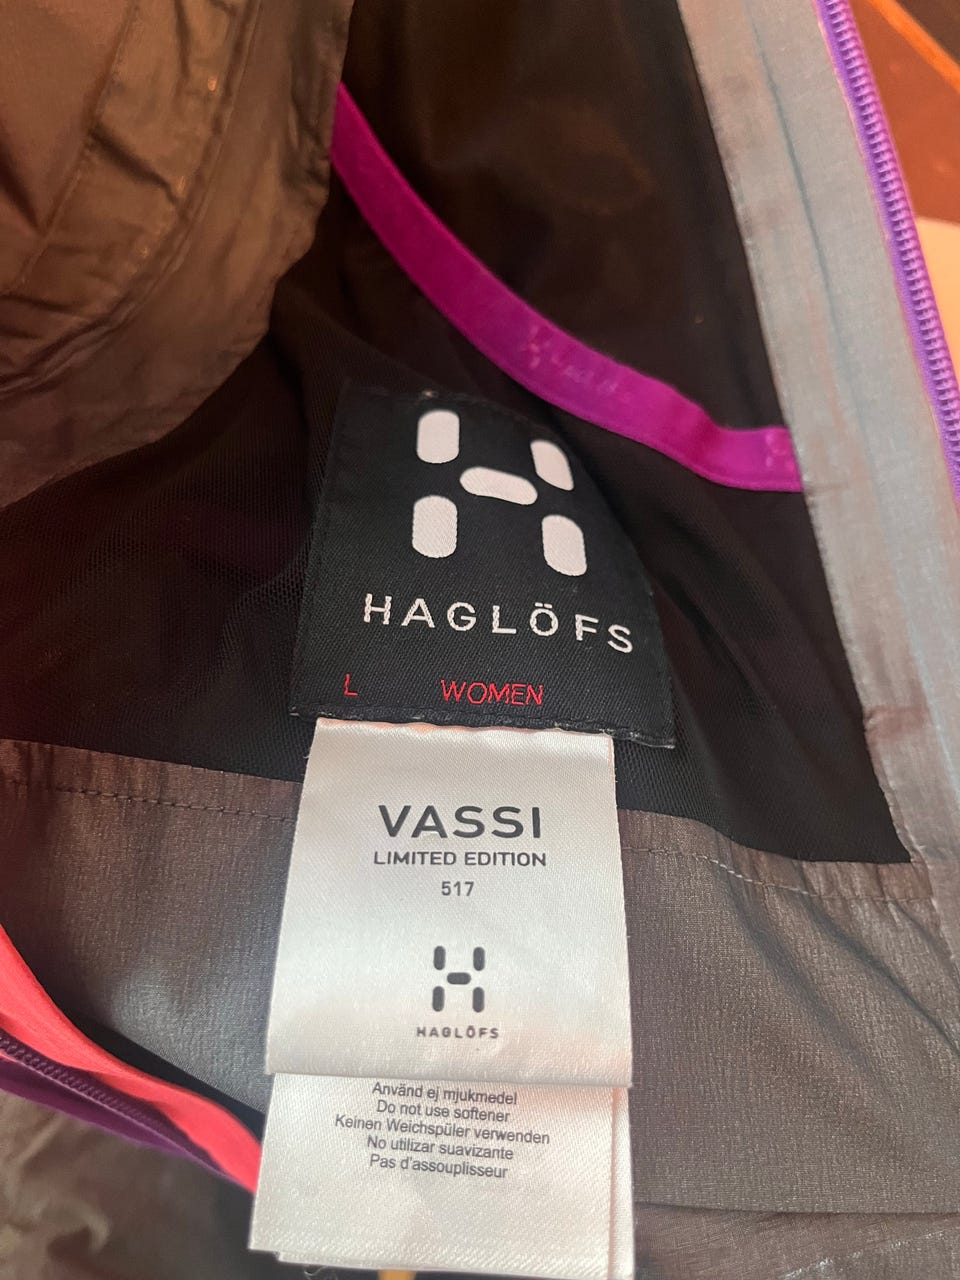 HAGLÖFS
L WOMEN
VASSI
LIMITED EDITION
517
HAGLÖFS
Använd ej mjukmedel
Do not use softener
Keinen Weichspüler verwenden
No utilizar suavizante
Pas d'assouplisseur